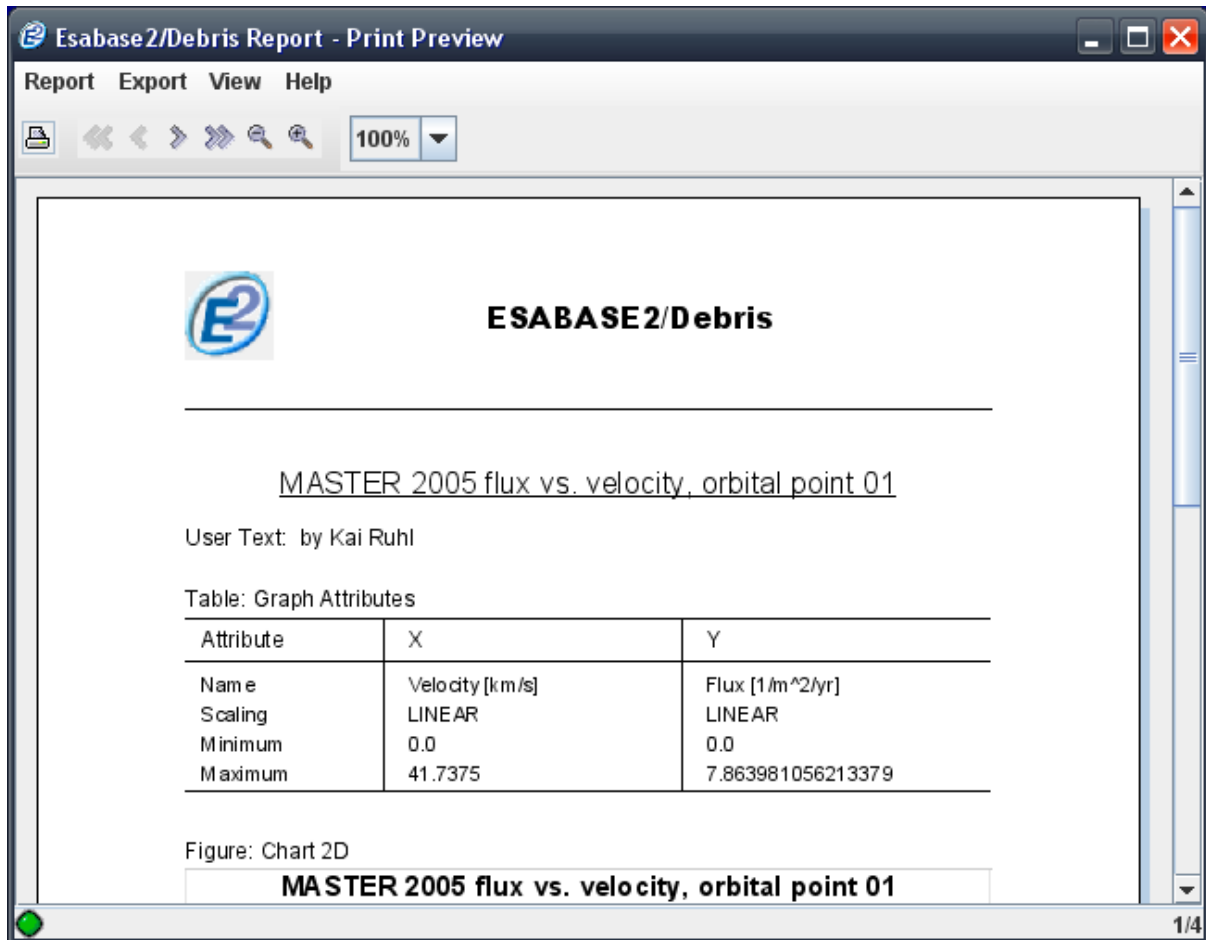 Esabase2/Debris Report - Print Preview
Report Export View Help
100%
E2
ESABASE2/Debris
MASTER 2005 flux vs. velocity, orbital point 01
User Text: by Kai Ruhl
Table: Graph Attributes
Attribute X Y
Name Velocity [km/s] Flux [1/m^2/yr]
Scaling LINEAR LINEAR
Minimum 0.0 0.0
Maximum 41.7375 7.863981056213379
Figure: Chart 2D
MASTER 2005 flux vs. velocity, orbital point 01
1/4